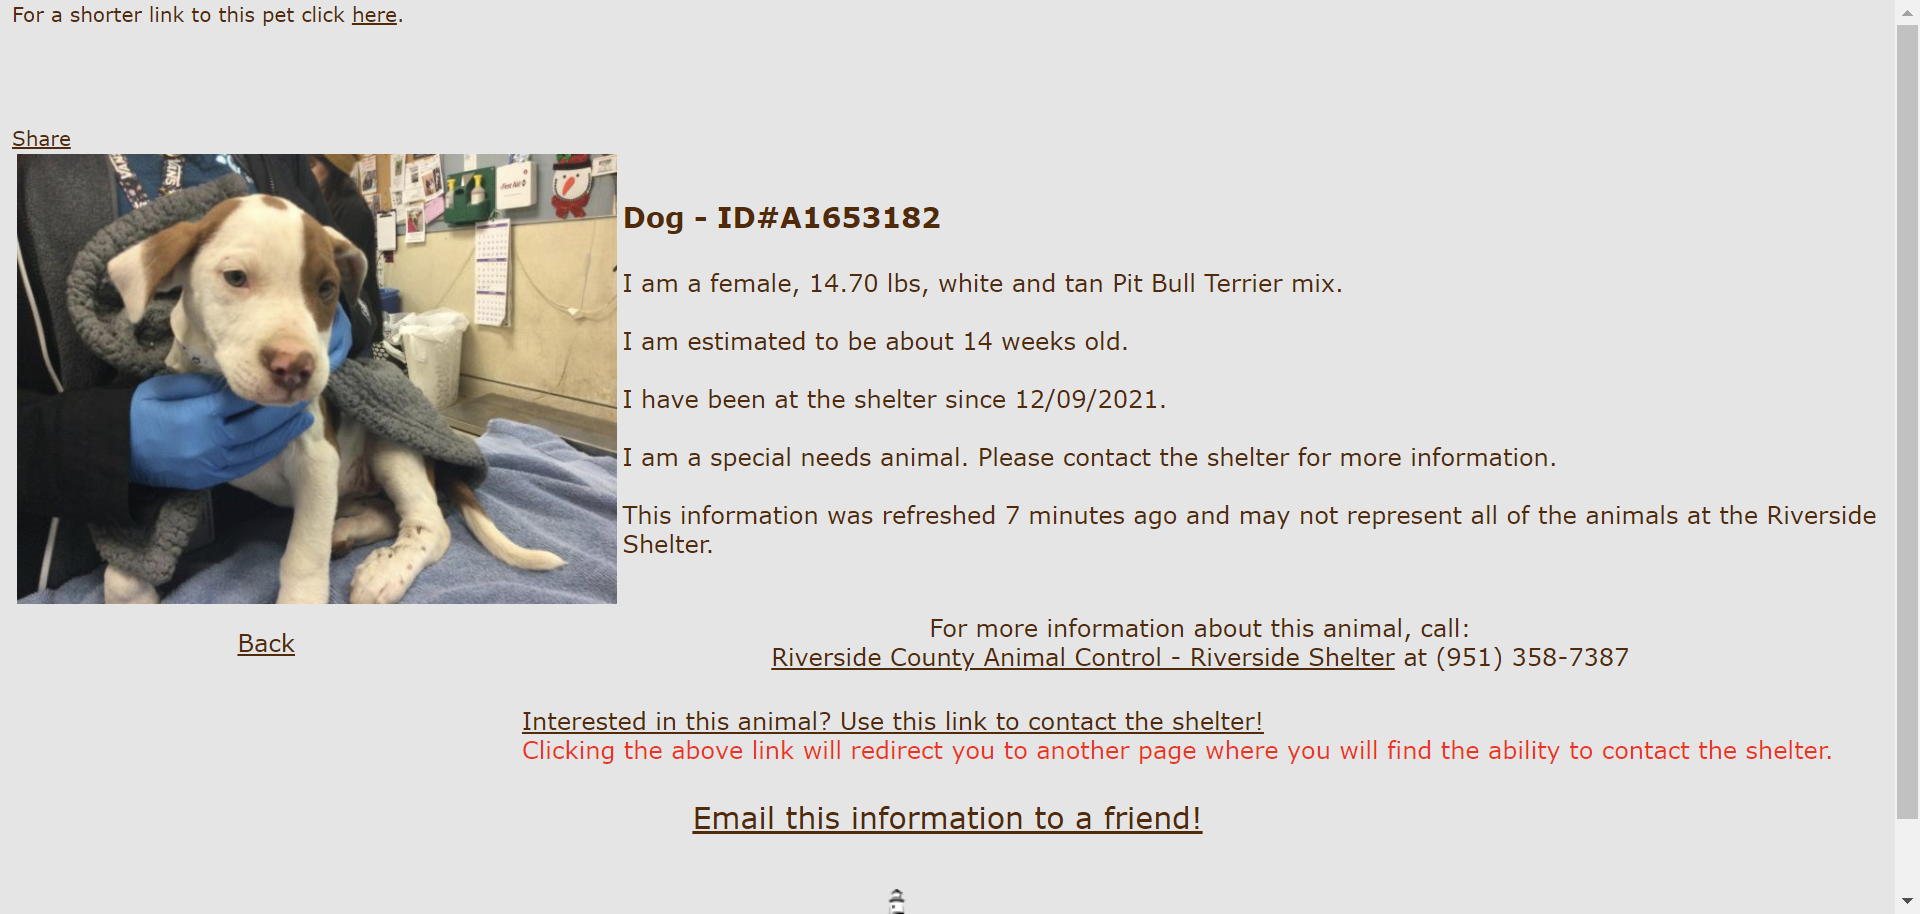 For a shorter link to this pet click here.
Share
VANS
First Aid
Dog - ID#A1653182
I am a female, 14.70 lbs, white and tan Pit Bull Terrier mix.
I am estimated to be about 14 weeks old.
I have been at the shelter since 12/09/2021.
I am a special needs animal. Please contact the shelter for more information.
This information was refreshed 7 minutes ago and may not represent all of the animals at the Riverside
Shelter.
Back
For more information about this animal, call:
Riverside County Animal Control - Riverside Shelter at (951) 358-7387
Interested in this animal? Use this link to contact the shelter!
Clicking the above link will redirect you to another page where you will find the ability to contact the shelter.
Email this information to a friend!